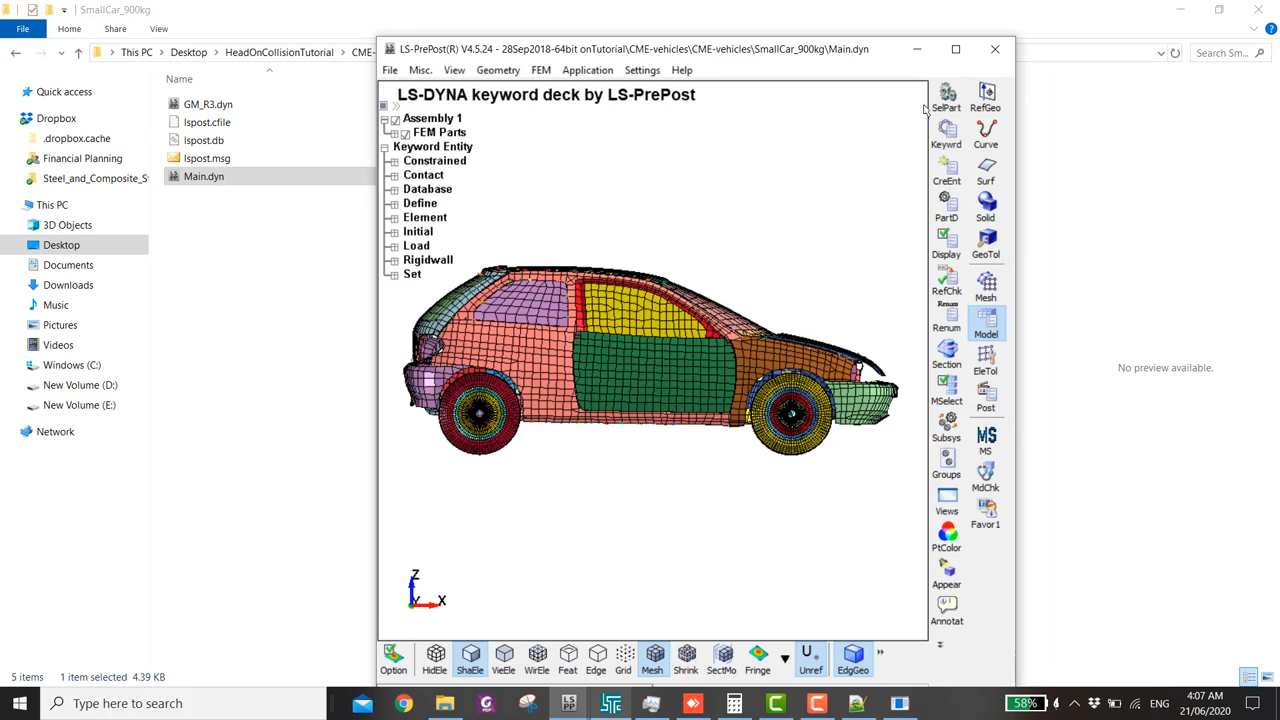 SmallCar_900kg
File
Home
Share
View
This PC
Desktop
HeadOnCollisionTutorial
CME-
Search Sm...
Name
Quick access
Dropbox
.dropbox.cache
Financial Planning
Steel_and_Composite_St
This PC
3D Objects
Desktop
Documents
Downloads
Music
Pictures
Videos
Windows (C:)
New Volume (D:)
New Volume (E:)
Network
GM_R3.dyn
lspost.cfile
lspost.db
lspost.msg
Main.dyn
5 items
1 item selected 4.39 KB
LS-PrePost(R) V4.5.24 - 28Sep2018-64bit onTutorial\CME-vehicles\CME-vehicles\SmallCar_900kg\Main.dyn
File Misc. View Geometry FEM Application Settings Help
LS-DYNA keyword deck by LS-PrePost
Assembly 1
FEM Parts
Keyword Entity
Constrained
Contact
Database
Define
Element
Initial
Load
Rigidwall
Set
Z
Y
X
SelPart
RefGeo
Keywrd
Curve
CreEnt
Surf
PartD
Solid
Display
GeoTol
RefChk
Mesh
Renum
Renum
Model
Section
EleTol
MSelect
Post
Subsys
MS
MS
Groups
MdChk
Views
Favor1
PtColor
Appear
Annotat
Option HidEle ShaEle VieEle WirEle Feat Edge Grid Mesh Shrink SectMo Fringe Unref EdgGeo
No preview available.
Type here to search
58%
ENG
4:07 AM
21/06/2020